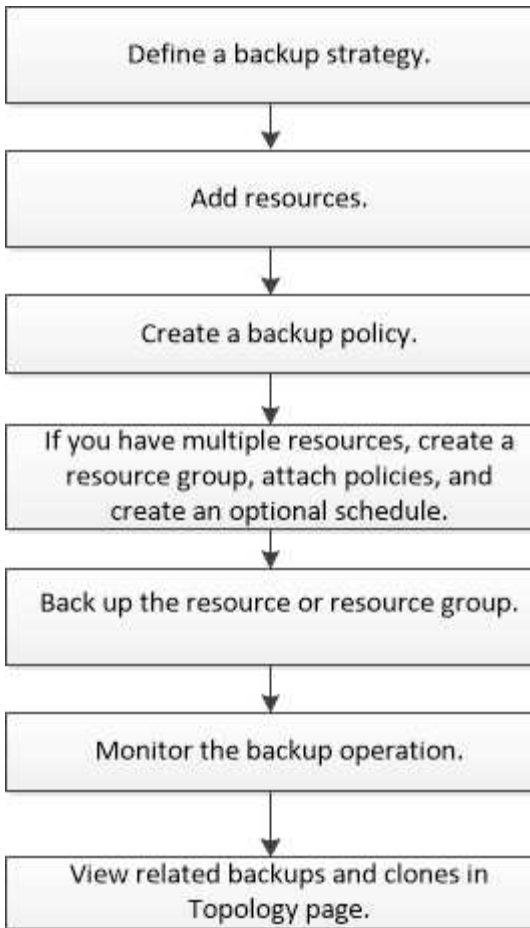 Define a backup strategy.
Add resources.
Create a backup policy.
If you have multiple resources, create a
resource group, attach policies, and
create an optional schedule.
Back up the resource or resource group.
Monitor the backup operation.
View related backups and clones in
Topology page.